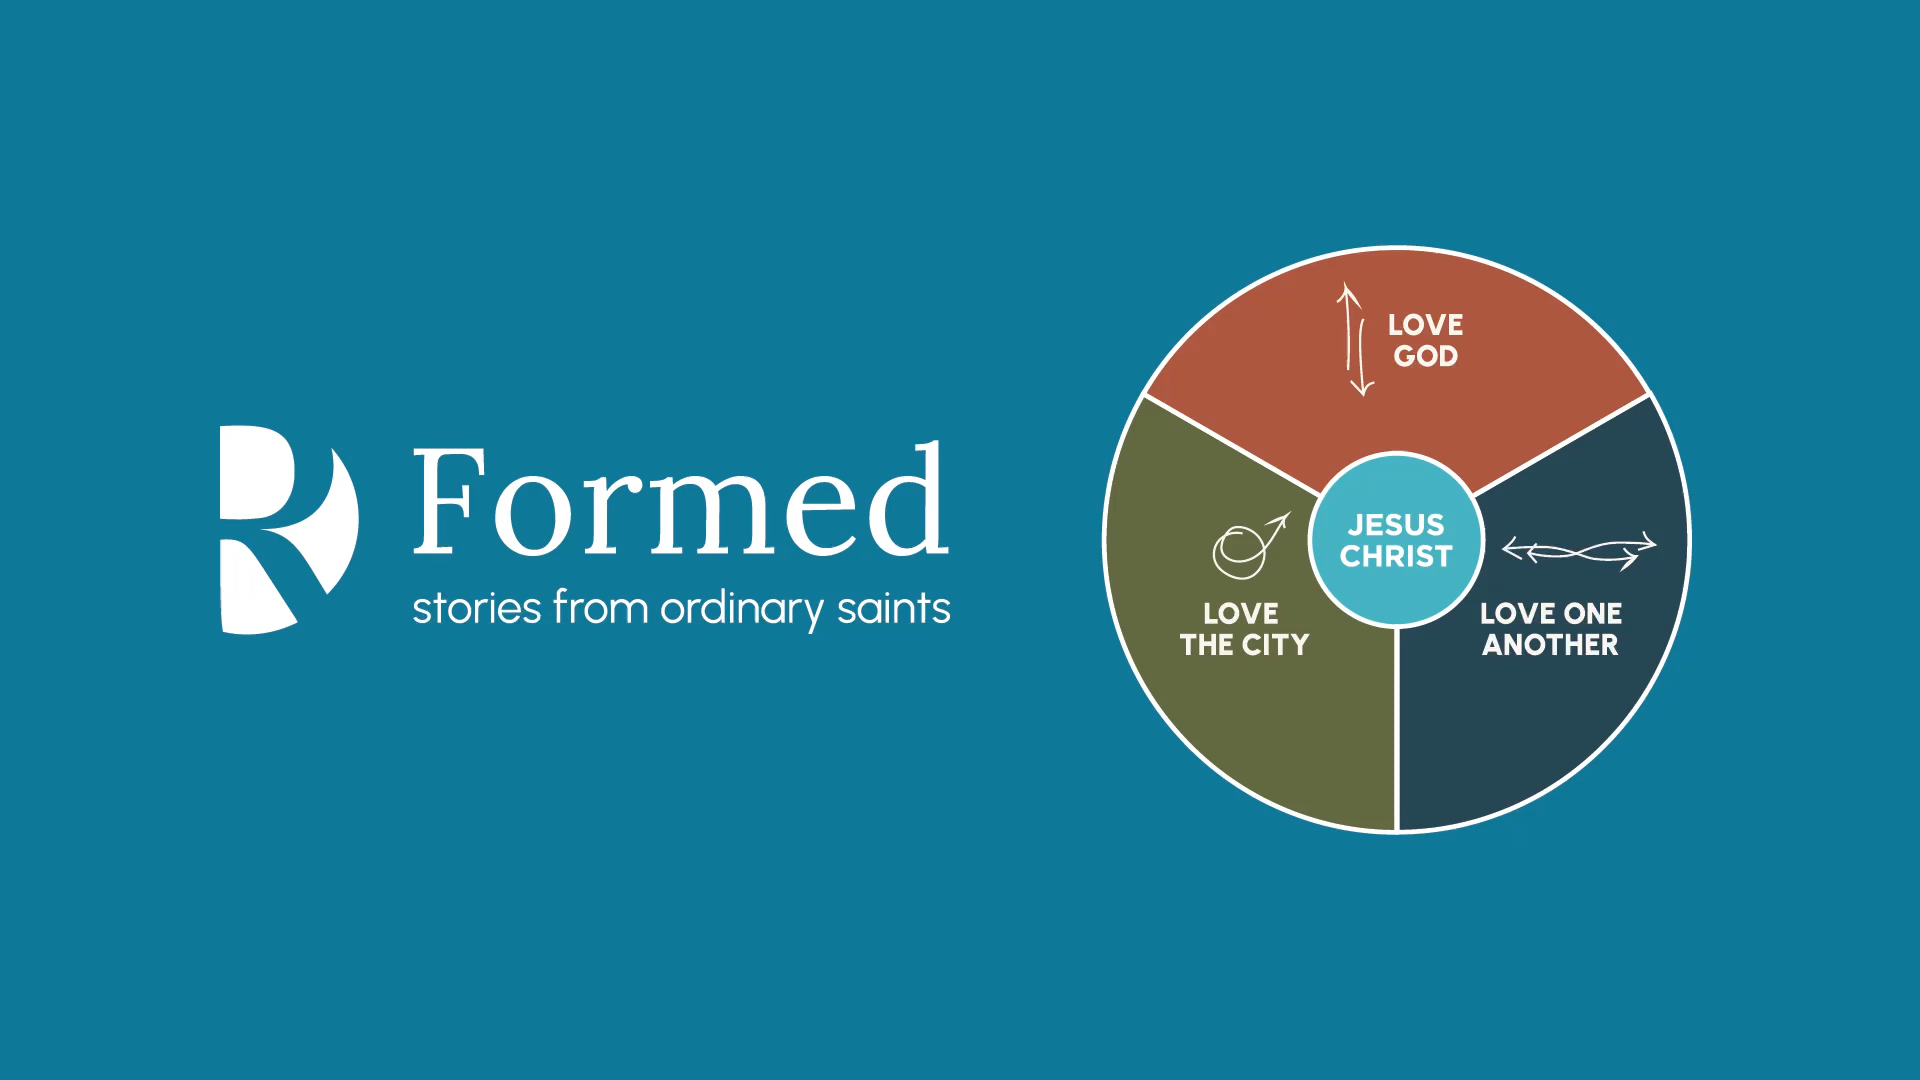 R
Formed
stories from ordinary saints
LOVE
GOD
JESUS
CHRIST
LOVE
THE CITY
LOVE ONE
ANOTHER